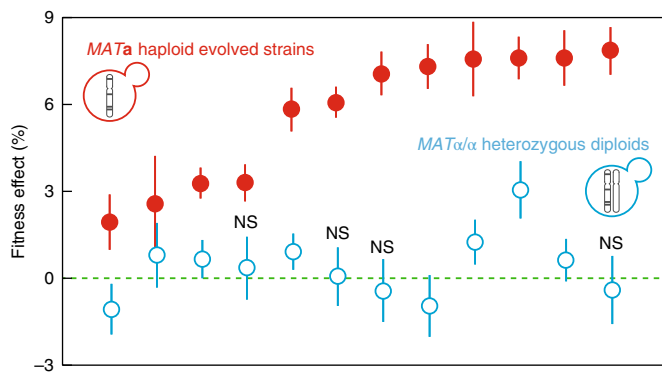 9
6
3
0
–3
Fitness effect (%)
MATa haploid evolved strains
MATα/α heterozygous diploids
NS
NS
NS
NS